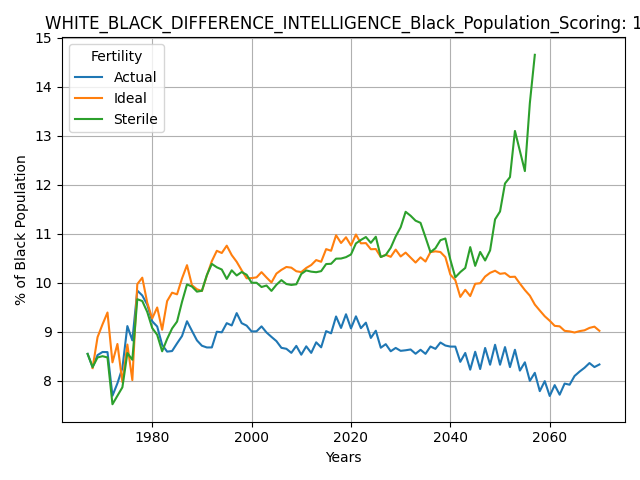 WHITE_BLACK_DIFFERENCE_INTELLIGENCE_Black_Population_Scoring: 1
Fertility
Actual
Ideal
Sterile
% of Black Population
15
14
13
12
11
10
9
8
1980
2000
2020
2040
2060
Years